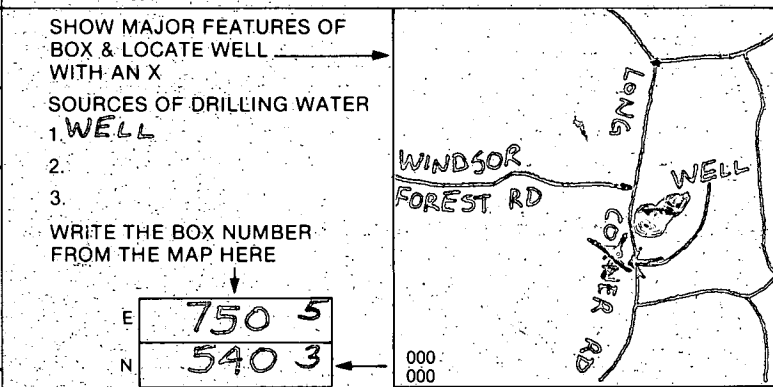 SHOW MAJOR FEATURES OF
BOX & LOCATE WELL
WITH AN X
SOURCES OF DRILLING WATER
1. WELL
2.
3.
WRITE THE BOX NUMBER
FROM THE MAP HERE
E 750 5
N 540 3
000
000
LONG
CORNER RD
WINDSOR
FOREST RD
WELL